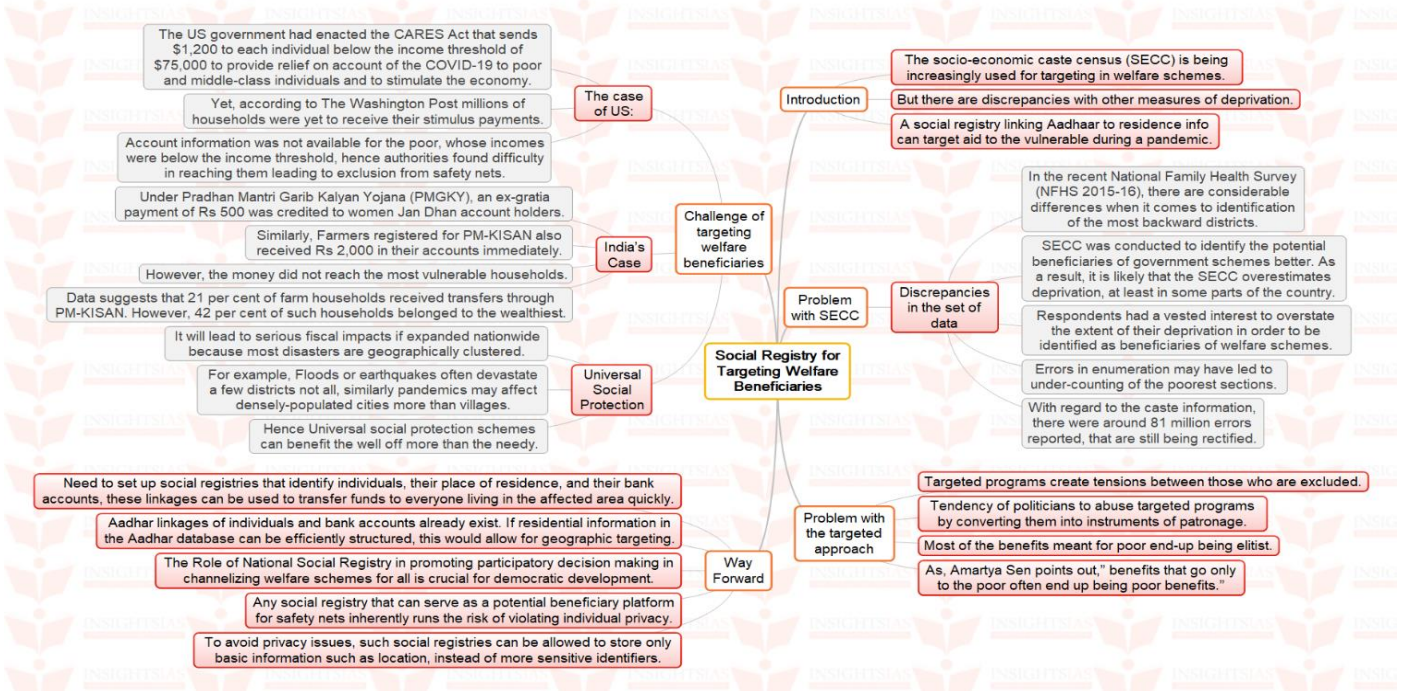 Social Registry for
Targeting Welfare
Beneficiaries
Introduction
The socio-economic caste census (SECC) is being
increasingly used for targeting in welfare schemes.
But there are discrepancies with other measures of deprivation.
A social registry linking Aadhaar to residence info
can target aid to the vulnerable during a pandemic.
Problem
with SECC
Discrepancies
in the set of
data
In the recent National Family Health Survey
(NFHS 2015-16), there are considerable
differences when it comes to identification
of the most backward districts.
SECC was conducted to identify the potential
beneficiaries of government schemes better. As
a result, it is likely that the SECC overestimates
deprivation, at least in some parts of the country.
Respondents had a vested interest to overstate
the extent of their deprivation in order to be
identified as beneficiaries of welfare schemes.
Errors in enumeration may have led to
under-counting of the poorest sections.
With regard to the caste information,
there were around 81 million errors
reported, that are still being rectified.
Problem with
the targeted
approach
Targeted programs create tensions between those who are excluded.
Tendency of politicians to abuse targeted programs
by converting them into instruments of patronage.
Most of the benefits meant for poor end-up being elitist.
As, Amartya Sen points out,” benefits that go only
to the poor often end up being poor benefits.”
Challenge of
targeting
welfare
beneficiaries
The case
of US:
The US government had enacted the CARES Act that sends
$1,200 to each individual below the income threshold of
$75,000 to provide relief on account of the COVID-19 to poor
and middle-class individuals and to stimulate the economy.
Yet, according to The Washington Post millions of
households were yet to receive their stimulus payments.
Account information was not available for the poor, whose incomes
were below the income threshold, hence authorities found difficulty
in reaching them leading to exclusion from safety nets.
India's
Case
Under Pradhan Mantri Garib Kalyan Yojana (PMGKY), an ex-gratia
payment of Rs 500 was credited to women Jan Dhan account holders.
Similarly, Farmers registered for PM-KISAN also
received Rs 2,000 in their accounts immediately.
However, the money did not reach the most vulnerable households.
Data suggests that 21 per cent of farm households received transfers through
PM-KISAN. However, 42 per cent of such households belonged to the wealthiest.
Universal
Social
Protection
It will lead to serious fiscal impacts if expanded nationwide
because most disasters are geographically clustered.
For example, Floods or earthquakes often devastate
a few districts not all, similarly pandemics may affect
densely-populated cities more than villages.
Hence Universal social protection schemes
can benefit the well off more than the needy.
Way
Forward
Need to set up social registries that identify individuals, their place of residence, and their bank
accounts, these linkages can be used to transfer funds to everyone living in the affected area quickly.
Aadhar linkages of individuals and bank accounts already exist. If residential information in
the Aadhar database can be efficiently structured, this would allow for geographic targeting.
The Role of National Social Registry in promoting participatory decision making in
channelizing welfare schemes for all is crucial for democratic development.
Any social registry that can serve as a potential beneficiary platform
for safety nets inherently runs the risk of violating individual privacy.
To avoid privacy issues, such social registries can be allowed to store only
basic information such as location, instead of more sensitive identifiers.
INSIGHTSIAS